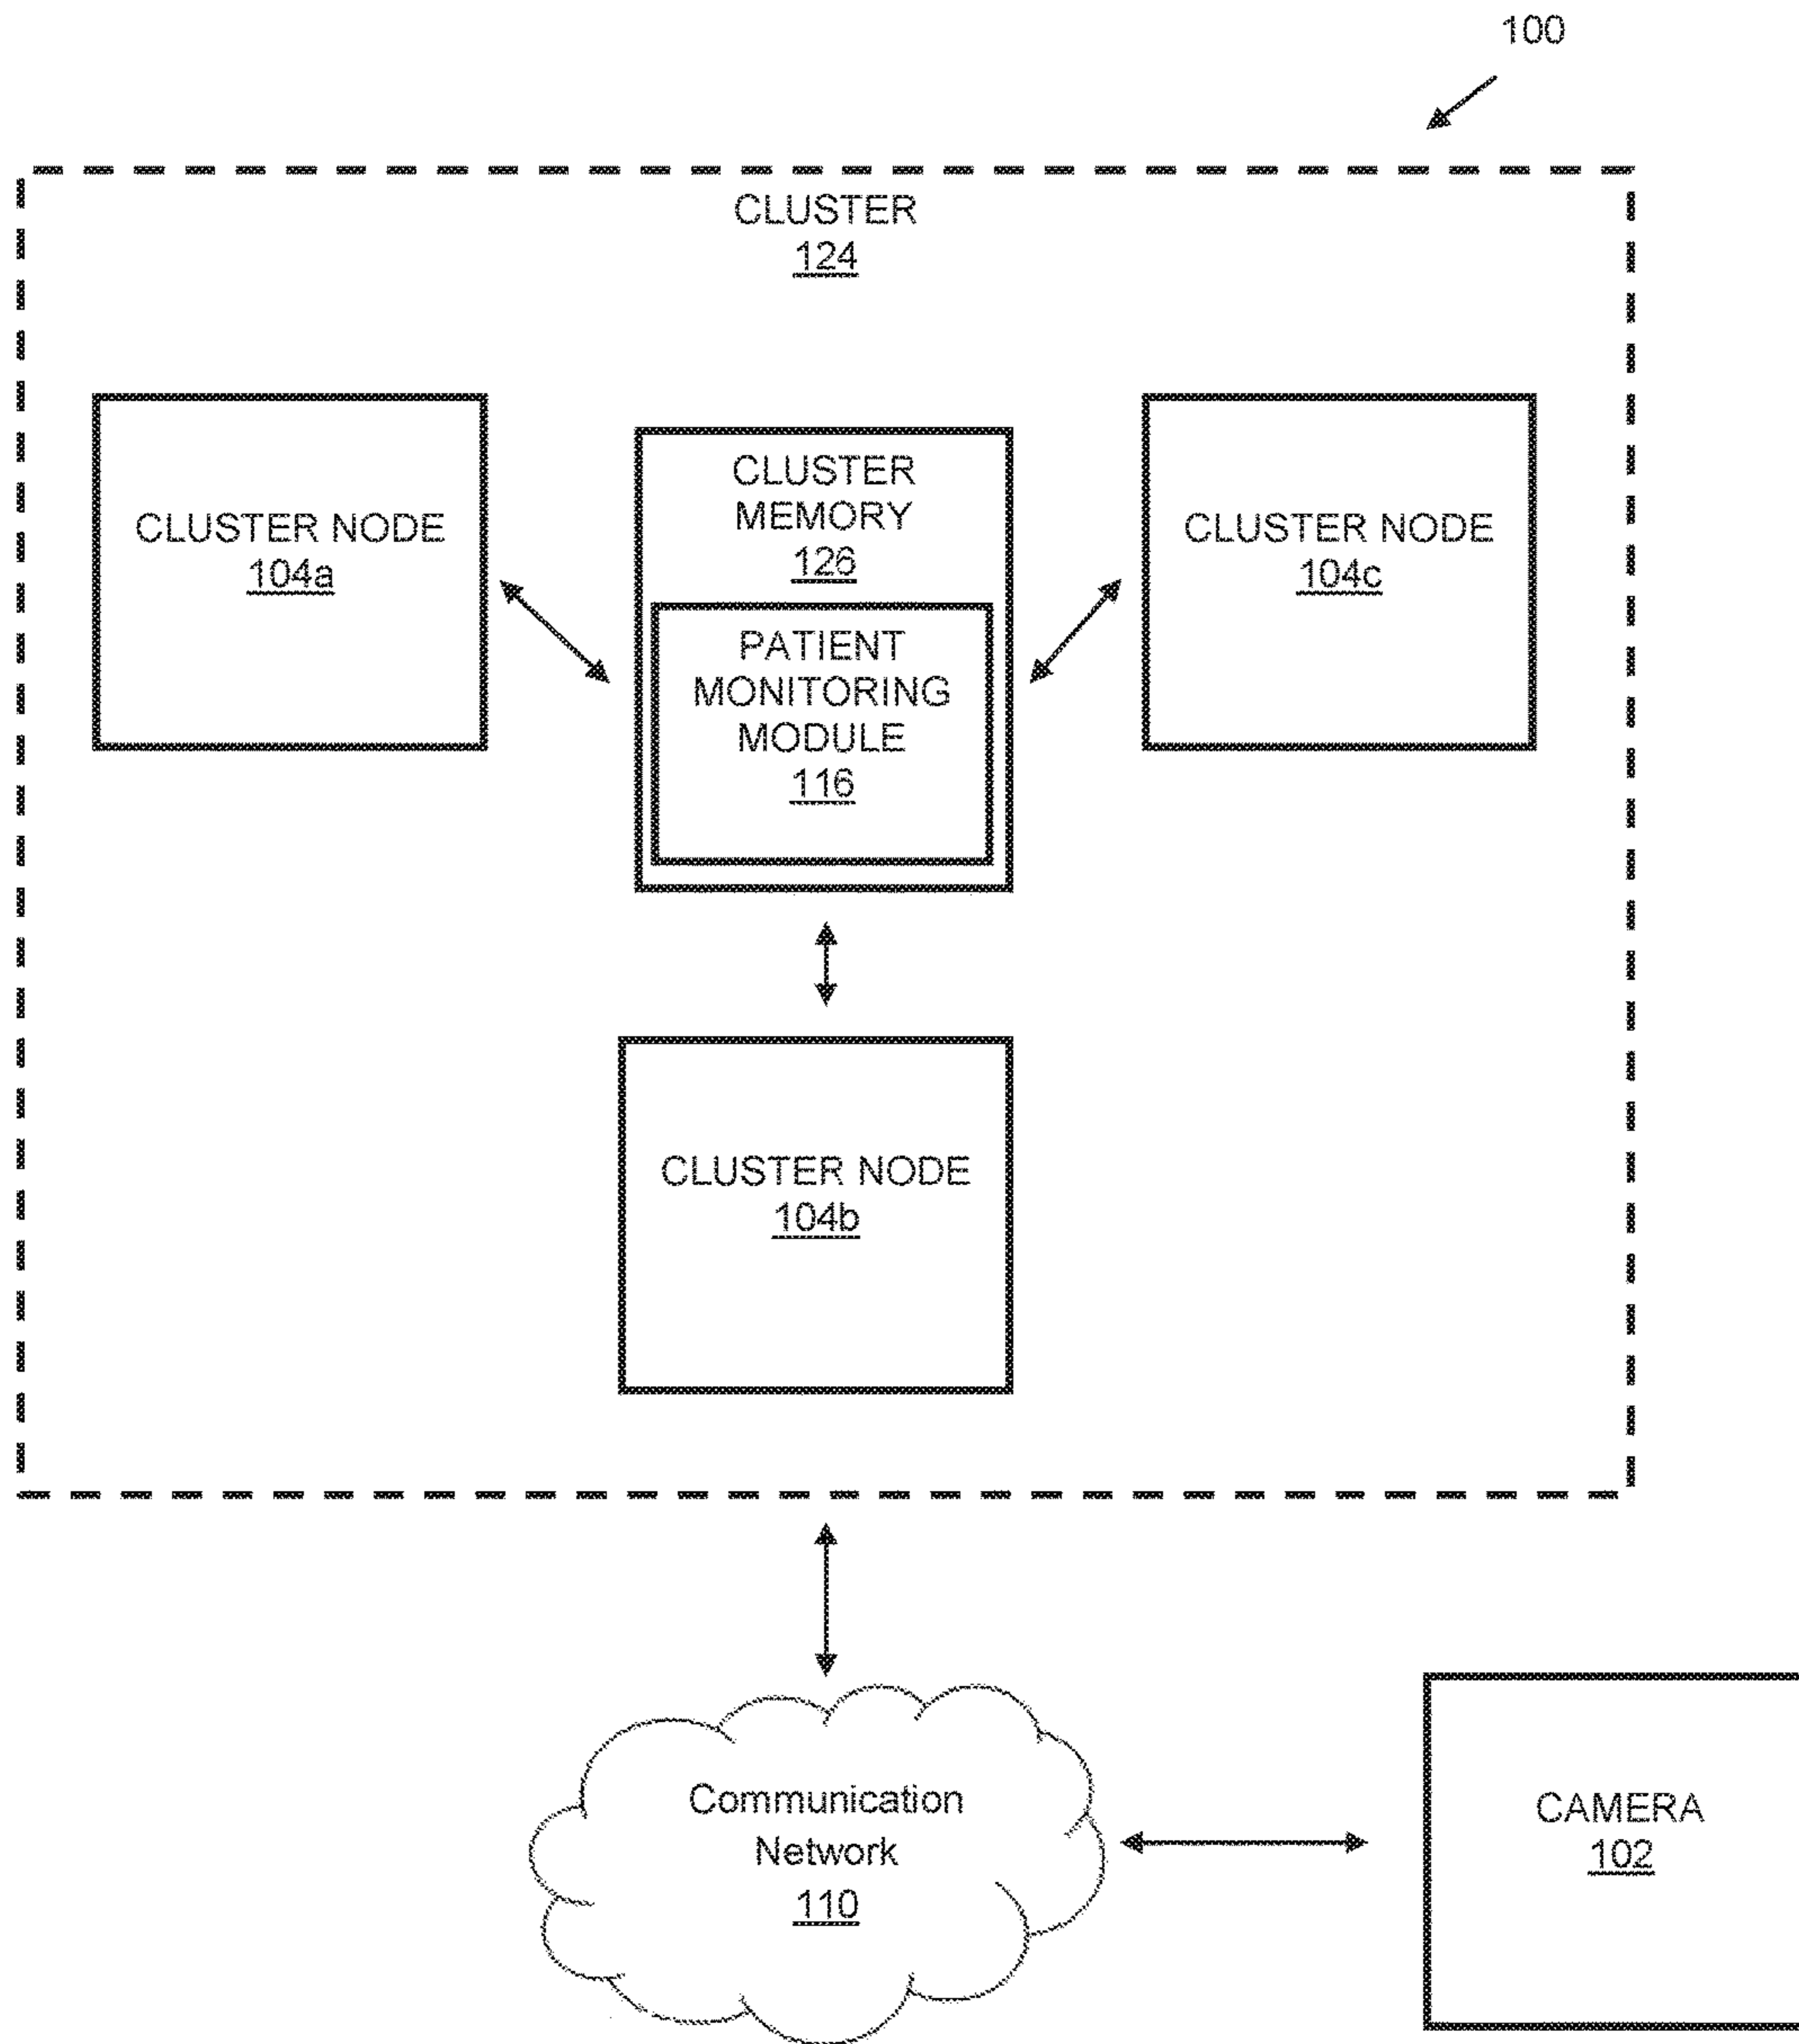 100
CLUSTER
124
CLUSTER NODE
104a
CLUSTER
MEMORY
126
PATIENT
MONITORING
MODULE
116
CLUSTER NODE
104c
CLUSTER NODE
104b
Communication
Network
110
CAMERA
102